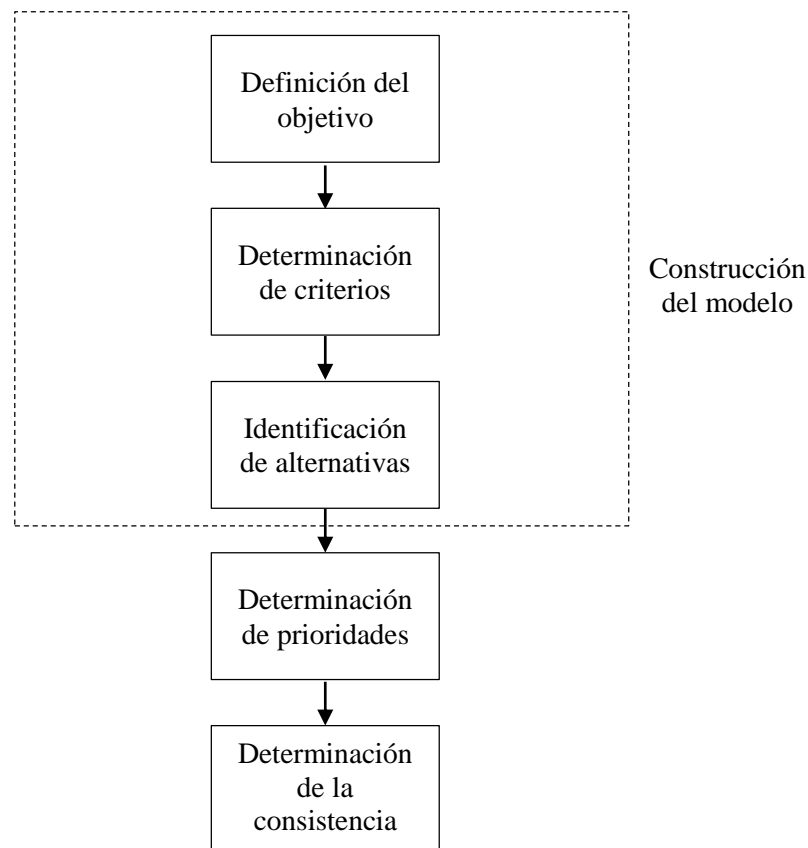 Definición del
objetivo
Determinación
de criterios
Construcción
del modelo
Identificación
de alternativas
Determinación
de prioridades
Determinación
de la
consistencia